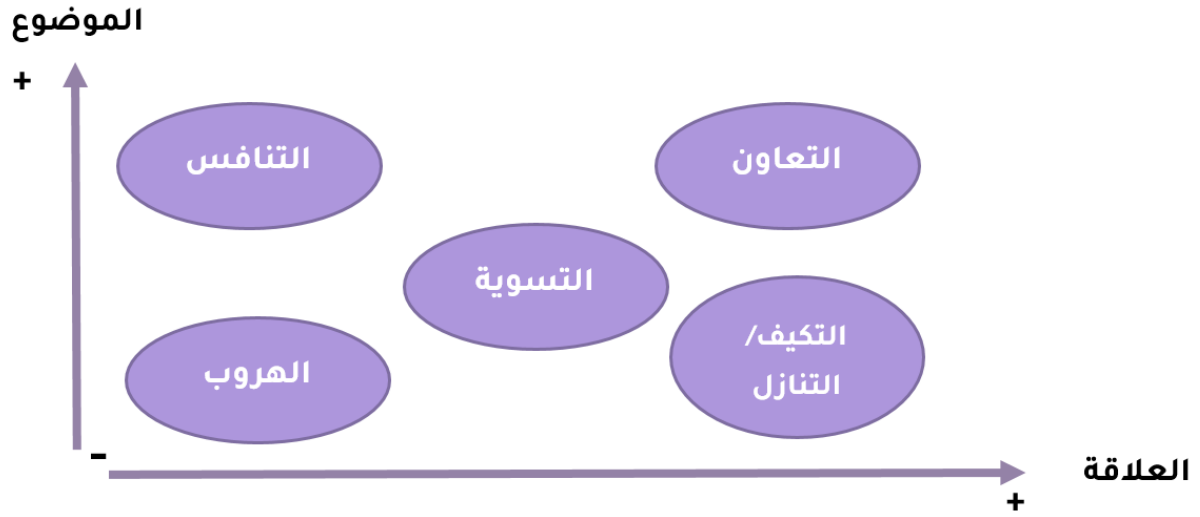 الموضوع
+
التعاون
التنافس
التسوية
التكيف/
التنازل
الهروب
-
العلاقة
+